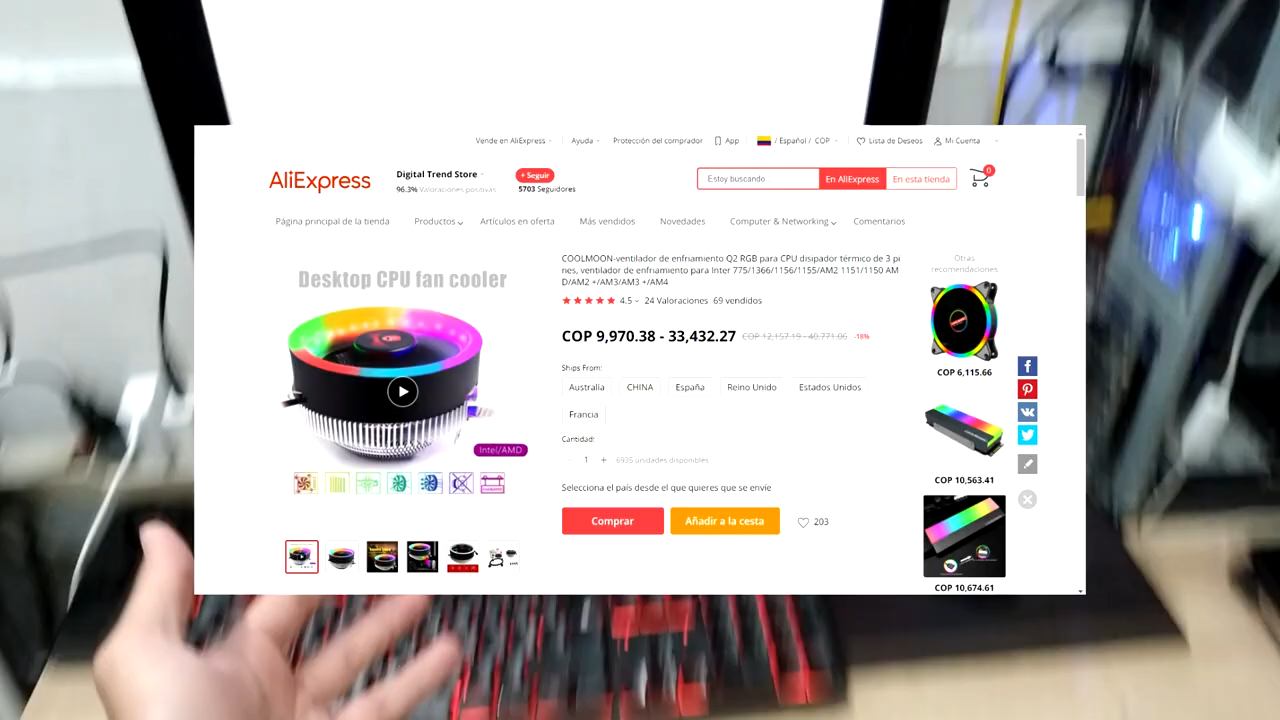 Vende en AliExpress
Ayuda
Protección del comprador
App
/ Español / COP
Lista de Deseos
Mi Cuenta
AliExpress
Digital Trend Store
96.3% Valoraciones positivas
+ Seguir
5703 Seguidores
Estoy buscando
En AliExpress
En esta tienda
0
Página principal de la tienda
Productos
Artículos en oferta
Más vendidos
Novedades
Computer & Networking
Comentarios
Desktop CPU fan cooler
Intel/AMD
COOLMOON-ventilador de enfriamiento Q2 RGB para CPU disipador térmico de 3 pi
nes, ventilador de enfriamiento para Inter 775/1366/1156/1155/AM2 1151/1150 AM
D/AM2 +/AM3/AM3 +/AM4
4.5
24 Valoraciones
69 vendidos
COP 9,970.38 - 33,432.27
COP 12,157.19 - 40,771.06
-18%
Ships From:
Australia
CHINA
España
Reino Unido
Estados Unidos
Francia
Cantidad:
- 1 +
6935 unidades disponibles
Selecciona el país desde el que quieres que se envíe
Comprar
Añadir a la cesta
203
Otras
recomendaciones
COP 6,115.66
COP 10,563.41
COP 10,674.61